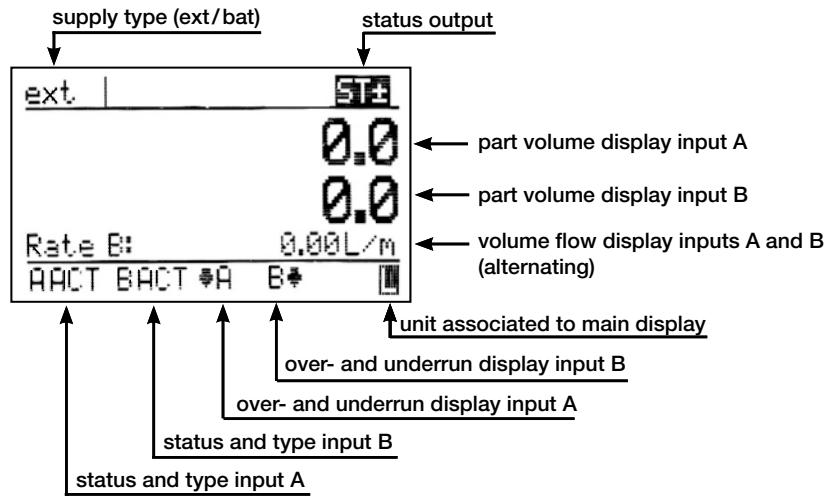 supply type (ext/bat)
status output
ext
ST±
0.0
part volume display input A
0.0
part volume display input B
Rate B:
0.00L/m
volume flow display inputs A and B
(alternating)
AACT BACT A B
unit associated to main display
over- and underrun display input B
over- and underrun display input A
status and type input B
status and type input A